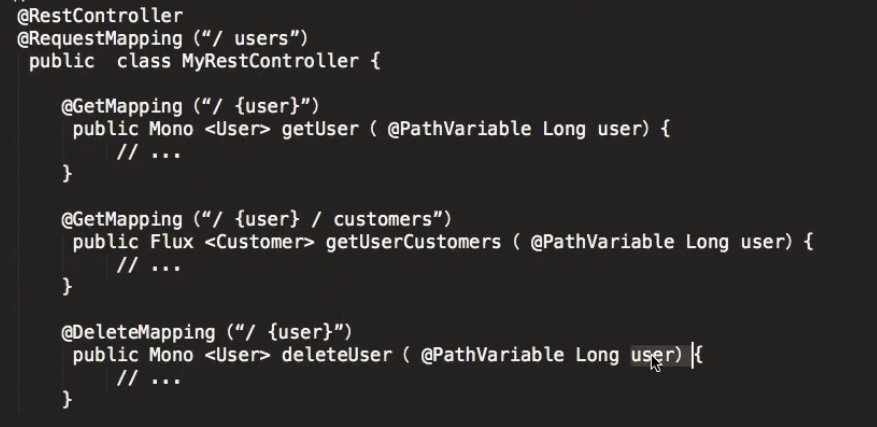 @RestController
@RequestMapping (“/ users”)
public class MyRestController {
@GetMapping (“/ {user}”)
public Mono <User> getUser ( @PathVariable Long user) {
// ...
}
@GetMapping (“/ {user} / customers”)
public Flux <Customer> getUserCustomers ( @PathVariable Long user) {
// ...
}
@DeleteMapping (“/ {user}”)
public Mono <User> deleteUser ( @PathVariable Long user) {
// ...
}